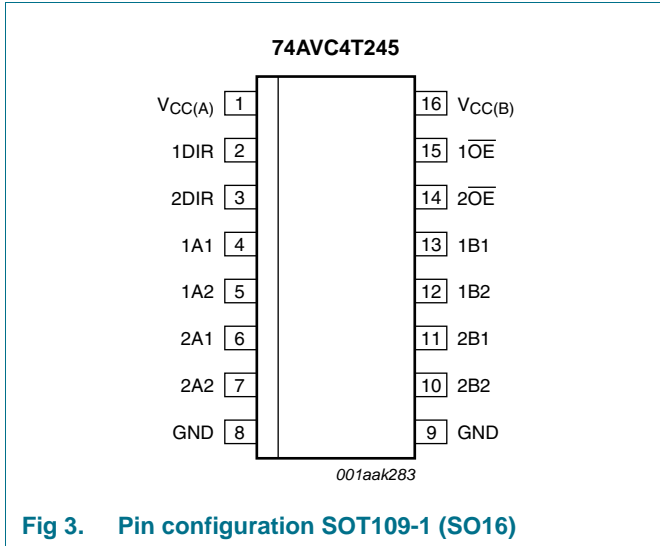 74AVC4T245
VCC(A) 1 16 VCC(B)
1DIR 2 15 1O̅E̅
2DIR 3 14 2O̅E̅
1A1 4 13 1B1
1A2 5 12 1B2
2A1 6 11 2B1
2A2 7 10 2B2
GND 8 9 GND
001aak283
Fig 3. Pin configuration SOT109-1 (SO16)